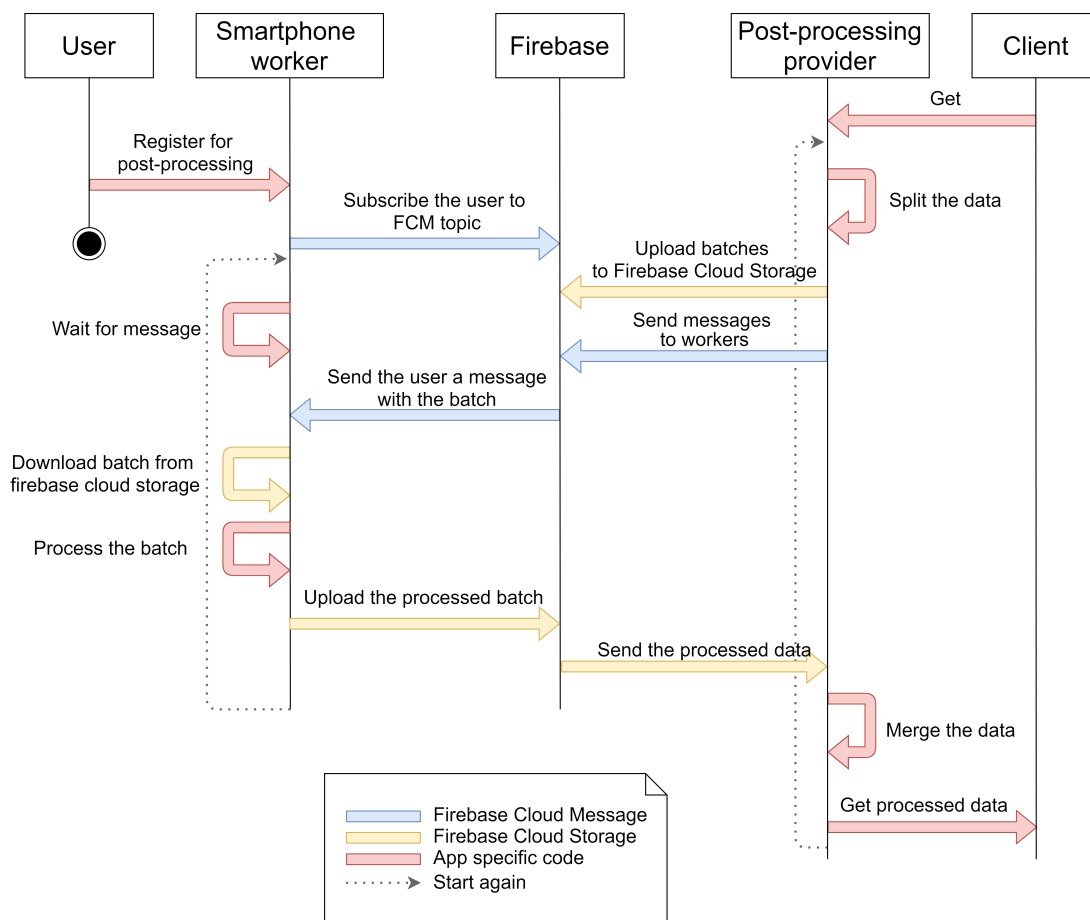 User
Smartphone
worker
Firebase
Post-processing
provider
Client
Get
Register for
post-processing
Split the data
Subscribe the user to
FCM topic
Upload batches
to Firebase Cloud Storage
Wait for message
Send messages
to workers
Send the user a message
with the batch
Download batch from
firebase cloud storage
Process the batch
Upload the processed batch
Send the processed data
Merge the data
Get processed data
Firebase Cloud Message
Firebase Cloud Storage
App specific code
Start again